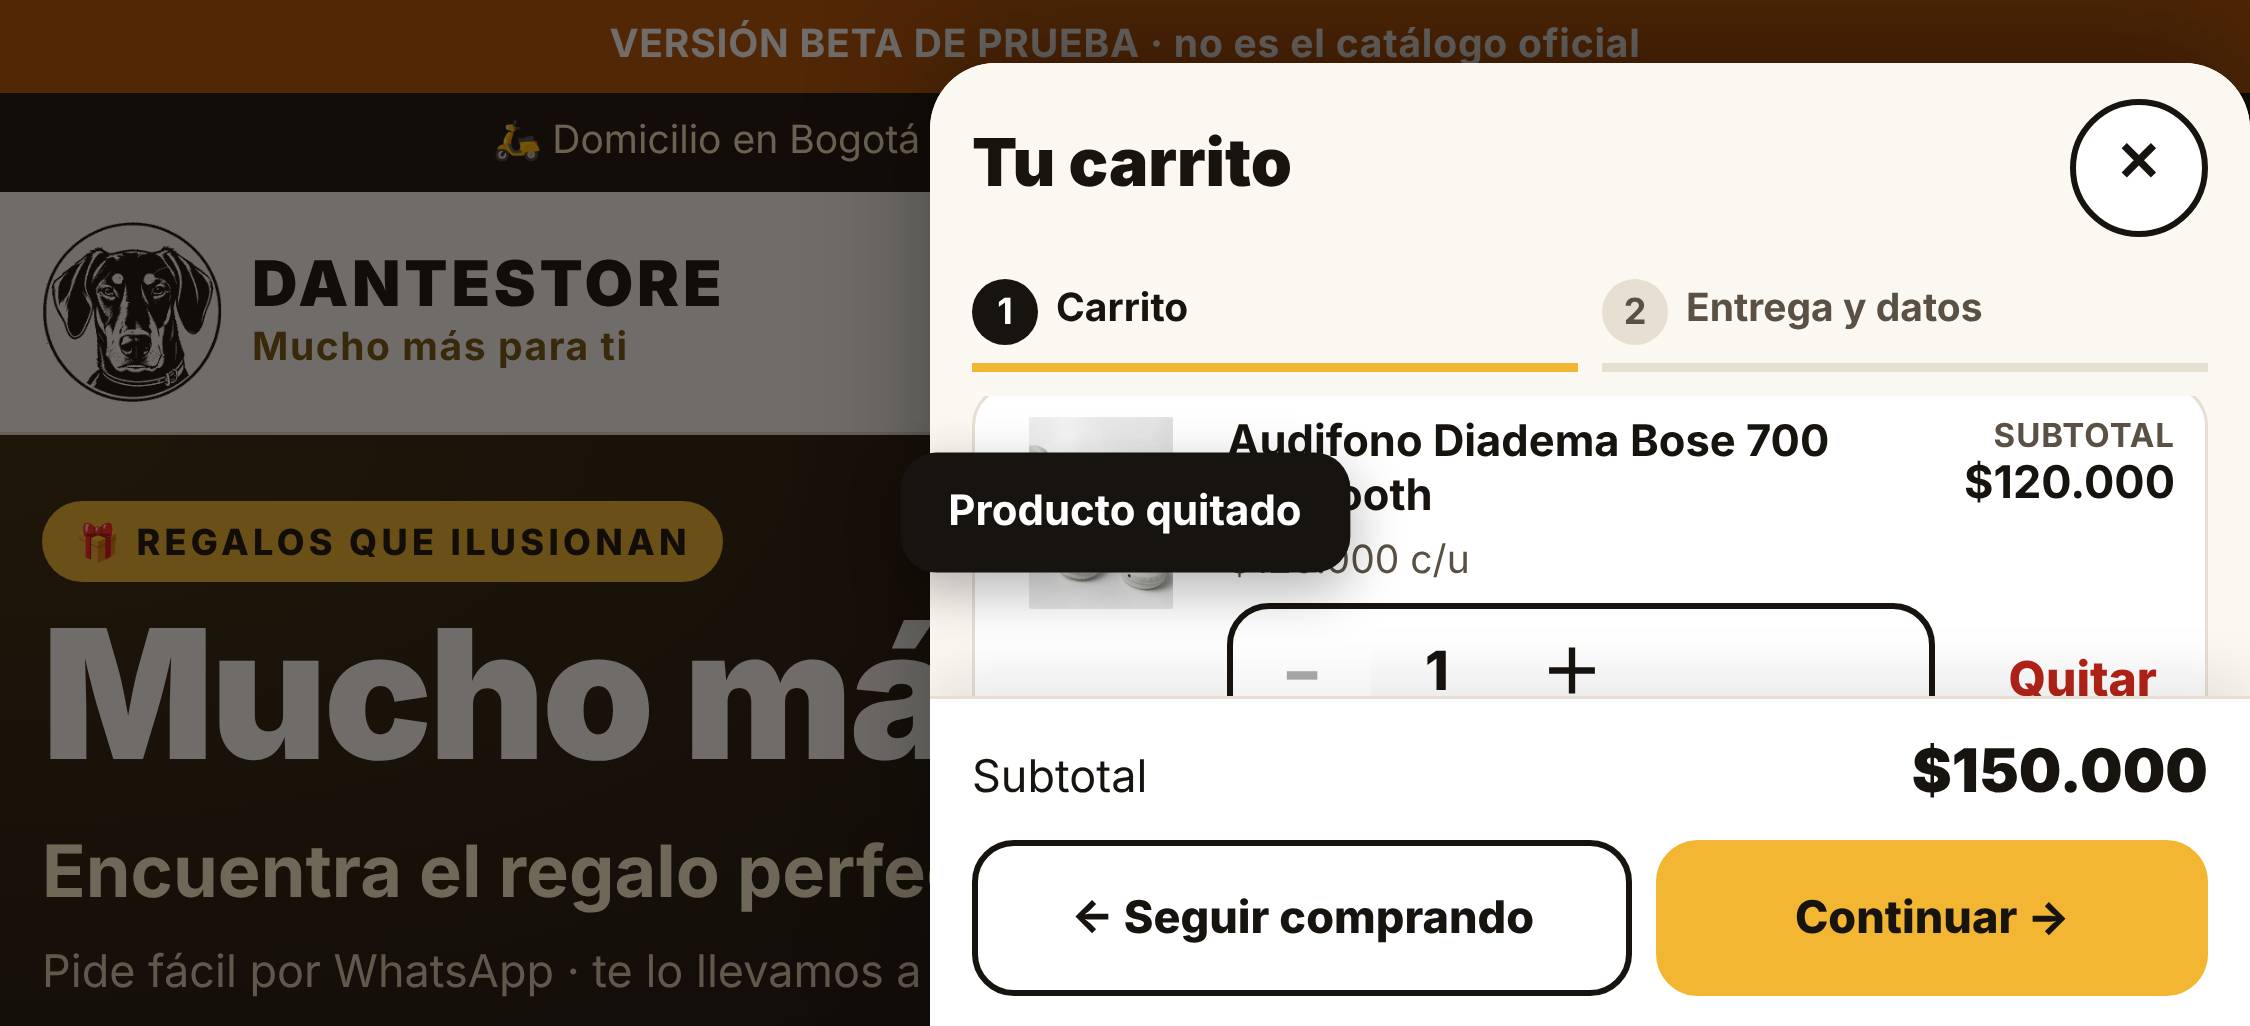 VERSIÓN BETA DE PRUEBA · no es el catálogo oficial
🛵 Domicilio en Bogotá
DANTESTORE
Mucho más para ti
🎁 REGALOS QUE ILUSIONAN
Mucho má
Encuentra el regalo perfe
Pide fácil por WhatsApp · te lo llevamos a
Tu carrito
✕
1 Carrito
2 Entrega y datos
Audifono Diadema Bose 700
ooth
SUBTOTAL
$120.000
Producto quitado
000 c/u
− 1 +
Quitar
Subtotal
$150.000
← Seguir comprando
Continuar →